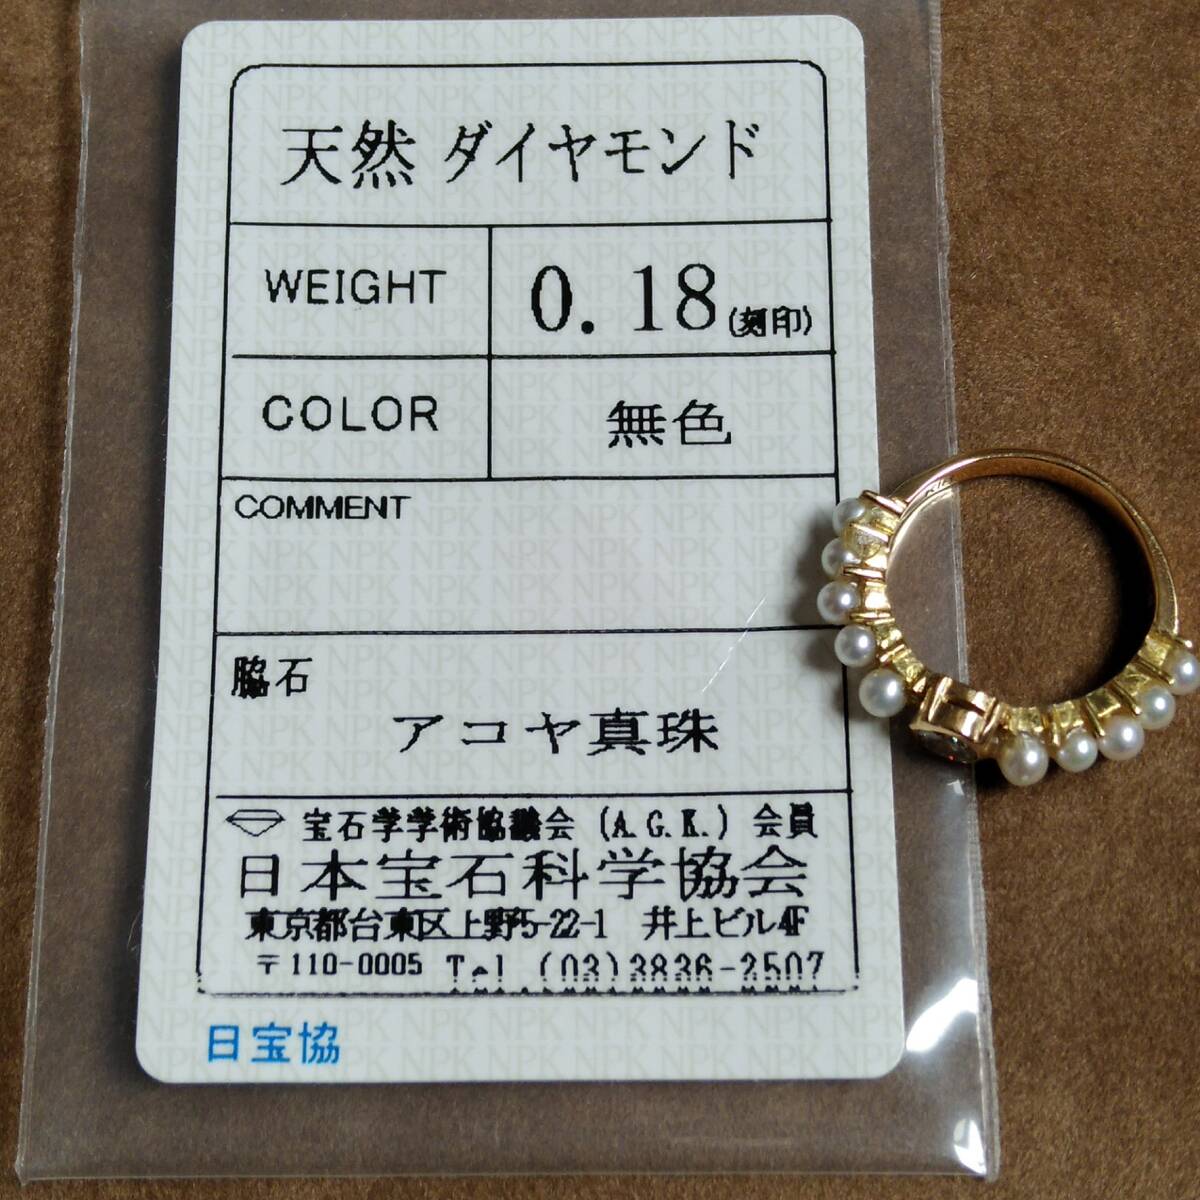 天然 ダイヤモンド
WEIGHT 0.18 (刻印)
COLOR 無色
COMMENT
脇石
アコヤ真珠
宝石学学術協議会 (A.G.K.) 会員
日本宝石科学協会
東京都台東区上野5-22-1 井上ビル4F
〒110-0005 Tel.(03)3836-2507
日宝協